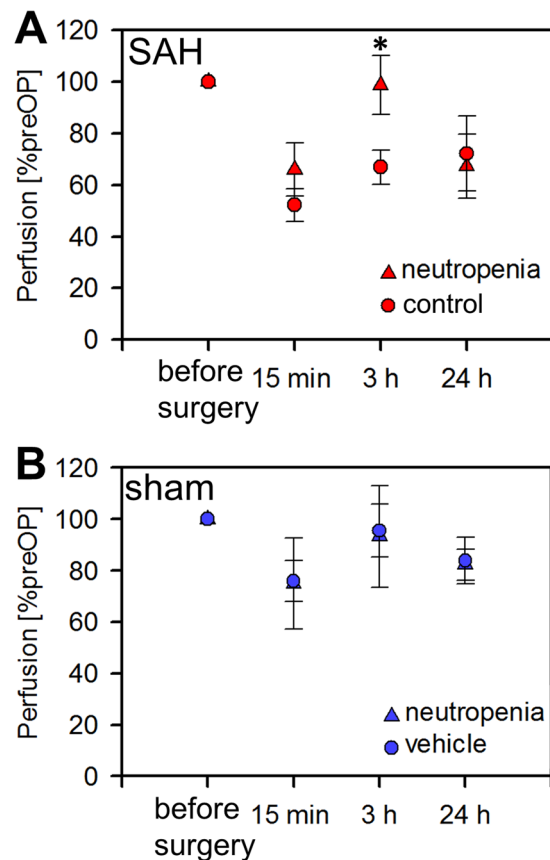 A
SAH
*
Perfusion [%preOP]
120
100
80
60
40
20
0
neutropenia
control
before surgery
15 min
3 h
24 h
B
sham
Perfusion [%preOP]
120
100
80
60
40
20
0
neutropenia
vehicle
before surgery
15 min
3 h
24 h